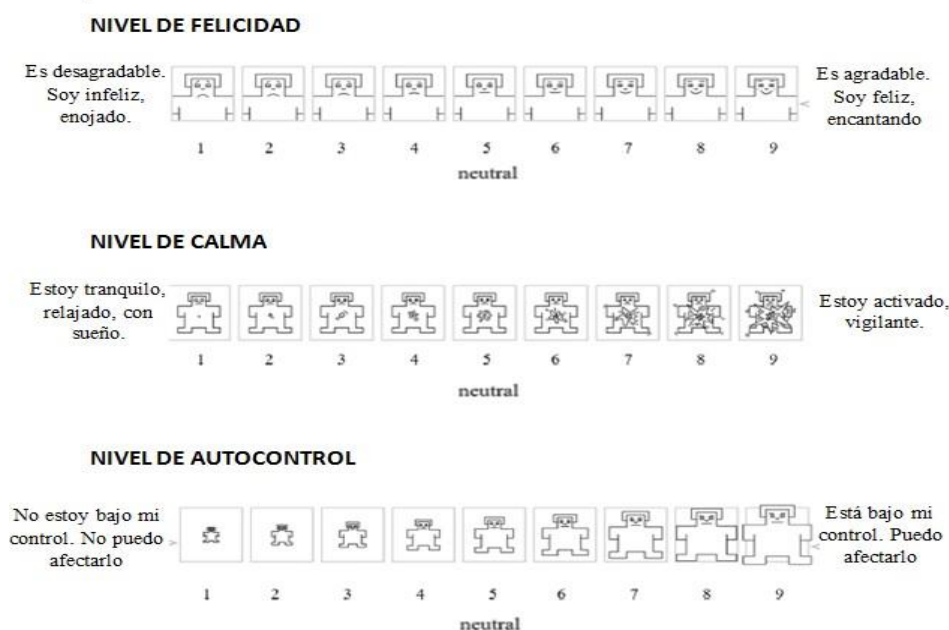 NIVEL DE FELICIDAD
Es desagradable.
Soy infeliz,
enojado.
Es agradable.
Soy feliz,
encantando
1 2 3 4 5 6 7 8 9
neutral
NIVEL DE CALMA
Estoy tranquilo,
relajado, con
sueño.
Estoy activado,
vigilante.
1 2 3 4 5 6 7 8 9
neutral
NIVEL DE AUTOCONTROL
No estoy bajo mi
control. No puedo
afectarlo
Está bajo mi
control. Puedo
afectarlo
1 2 3 4 5 6 7 8 9
neutral